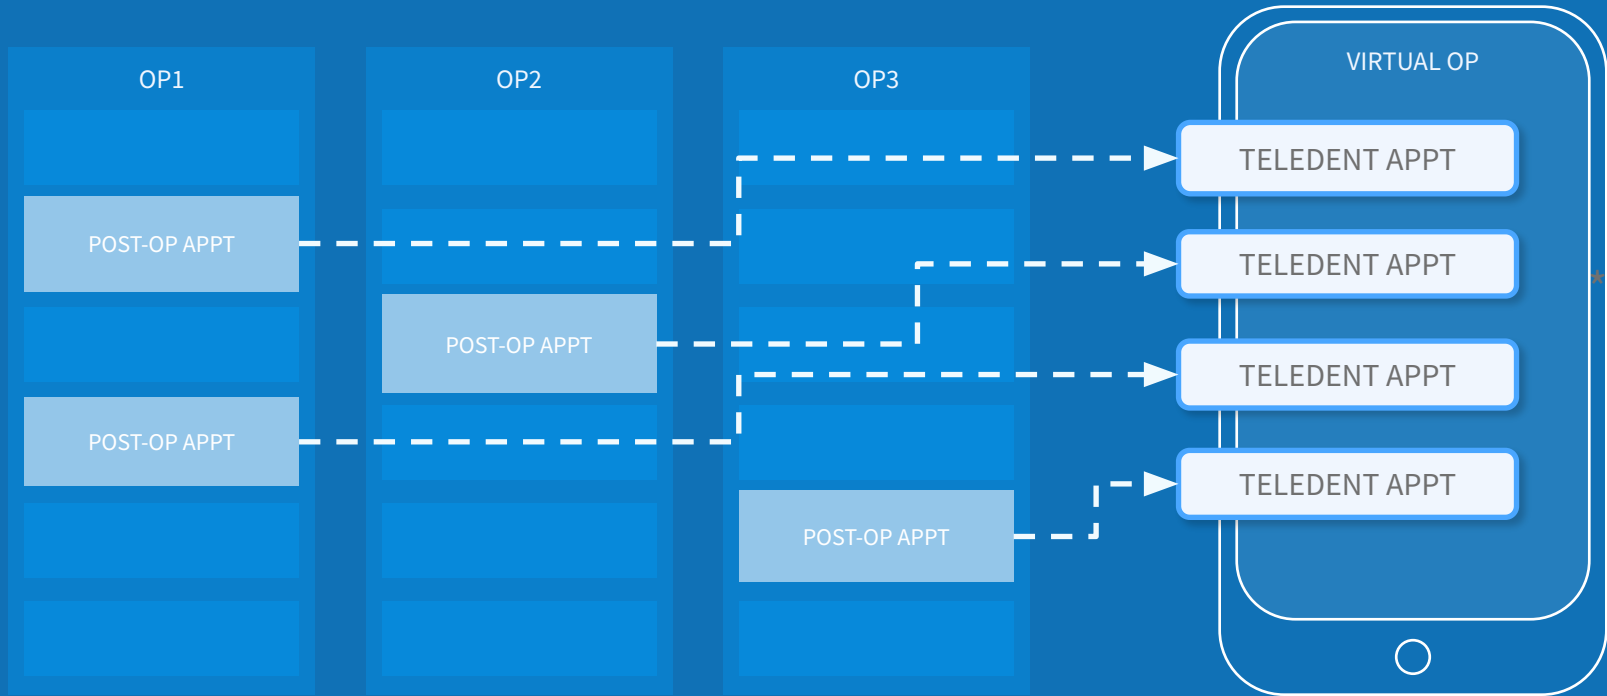 OP1
OP2
OP3
VIRTUAL OP
POST-OP APPT
POST-OP APPT
POST-OP APPT
POST-OP APPT
TELEDENT APPT
TELEDENT APPT
TELEDENT APPT
TELEDENT APPT
*